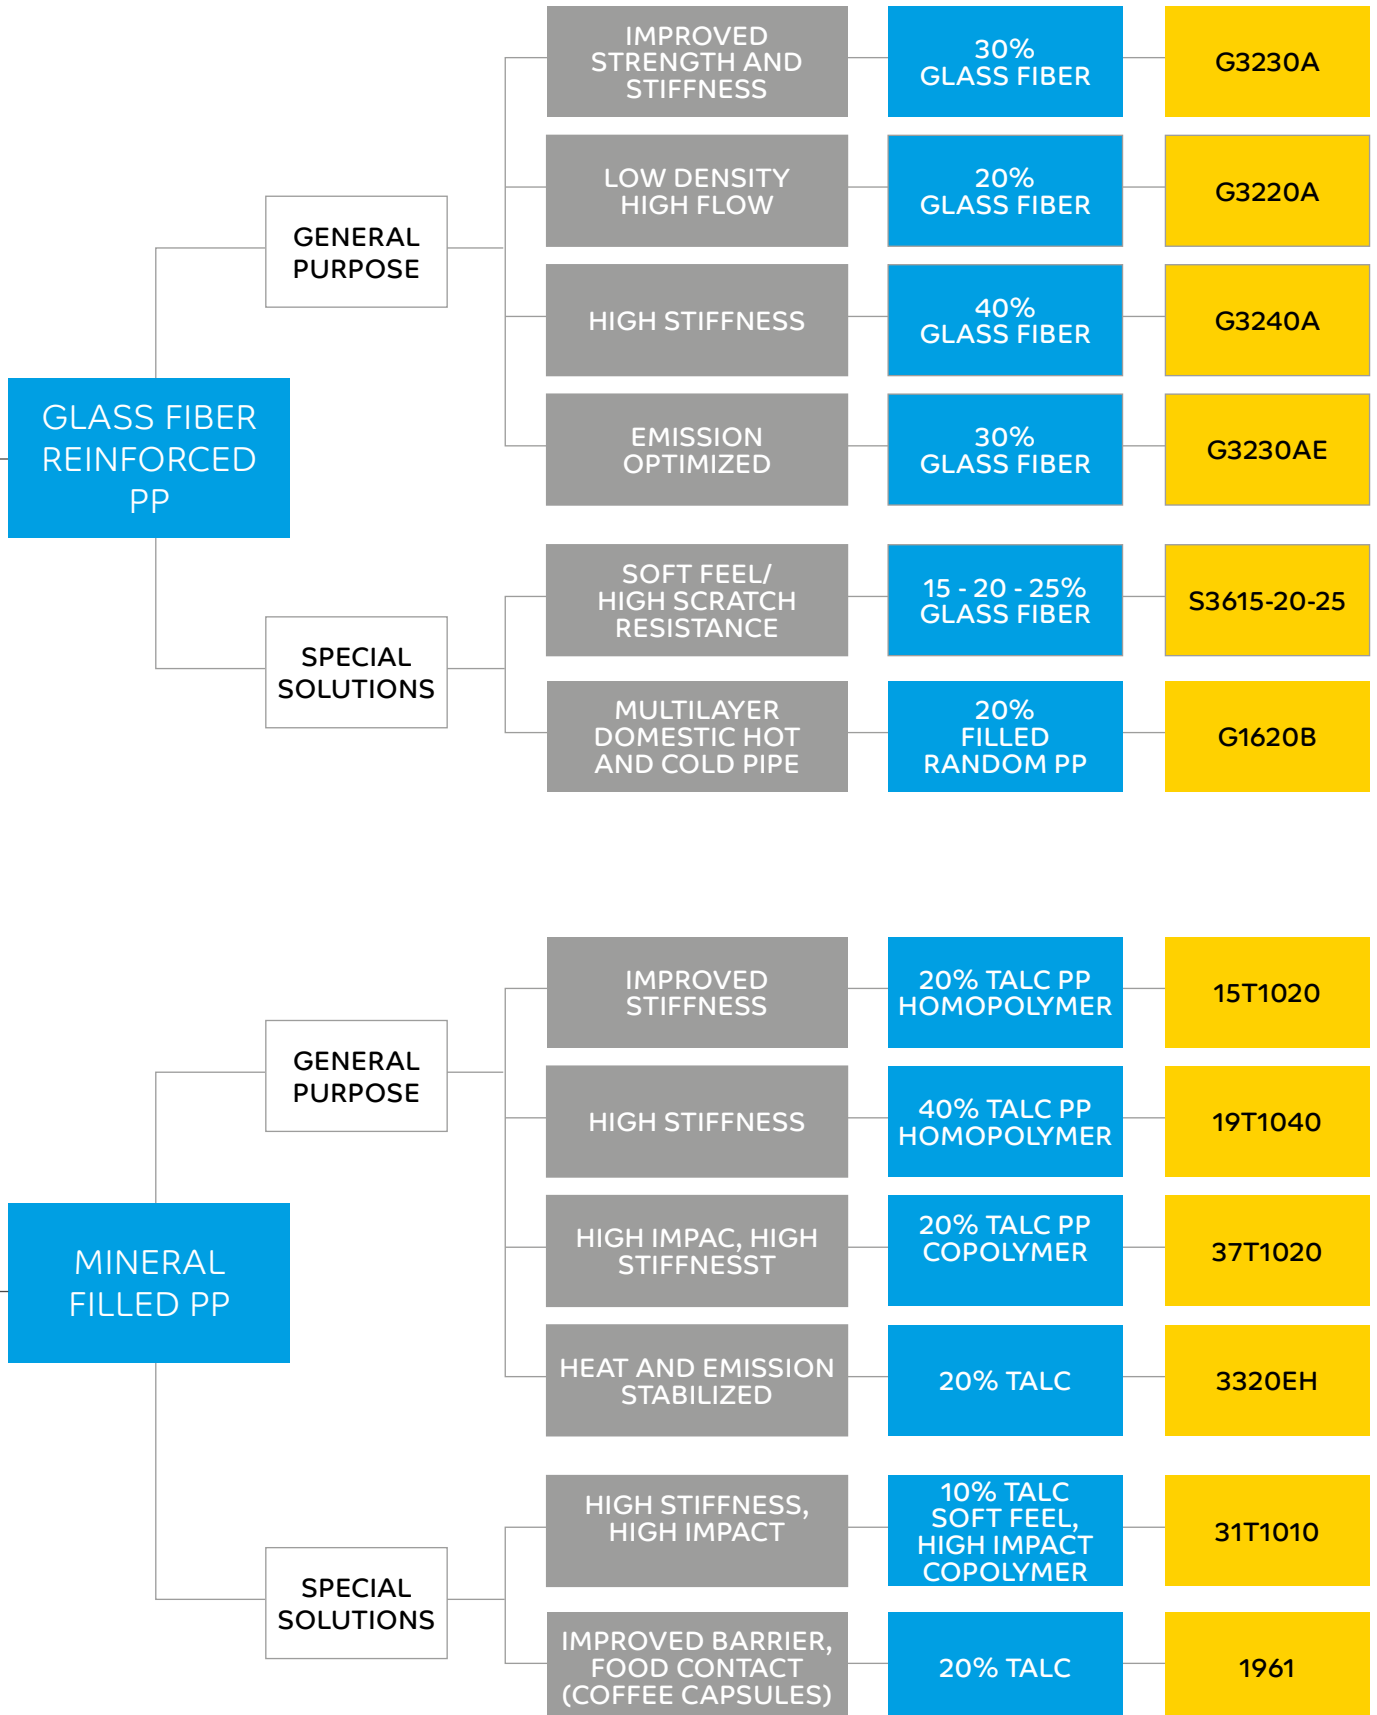 GLASS FIBER
REINFORCED
PP
GENERAL
PURPOSE
IMPROVED
STRENGTH AND
STIFFNESS
30%
GLASS FIBER
G3230A
LOW DENSITY
HIGH FLOW
20%
GLASS FIBER
G3220A
HIGH STIFFNESS
40%
GLASS FIBER
G3240A
EMISSION
OPTIMIZED
30%
GLASS FIBER
G3230AE
SPECIAL
SOLUTIONS
SOFT FEEL/
HIGH SCRATCH
RESISTANCE
15 - 20 - 25%
GLASS FIBER
S3615-20-25
MULTILAYER
DOMESTIC HOT
AND COLD PIPE
20%
FILLED
RANDOM PP
G1620B
MINERAL
FILLED PP
GENERAL
PURPOSE
IMPROVED
STIFFNESS
20% TALC PP
HOMOPOLYMER
15T1020
HIGH STIFFNESS
40% TALC PP
HOMOPOLYMER
19T1040
HIGH IMPAC, HIGH
STIFFNESST
20% TALC PP
COPOLYMER
37T1020
HEAT AND EMISSION
STABILIZED
20% TALC
3320EH
SPECIAL
SOLUTIONS
HIGH STIFFNESS,
HIGH IMPACT
10% TALC
SOFT FEEL,
HIGH IMPACT
COPOLYMER
31T1010
IMPROVED BARRIER,
FOOD CONTACT
(COFFEE CAPSULES)
20% TALC
1961